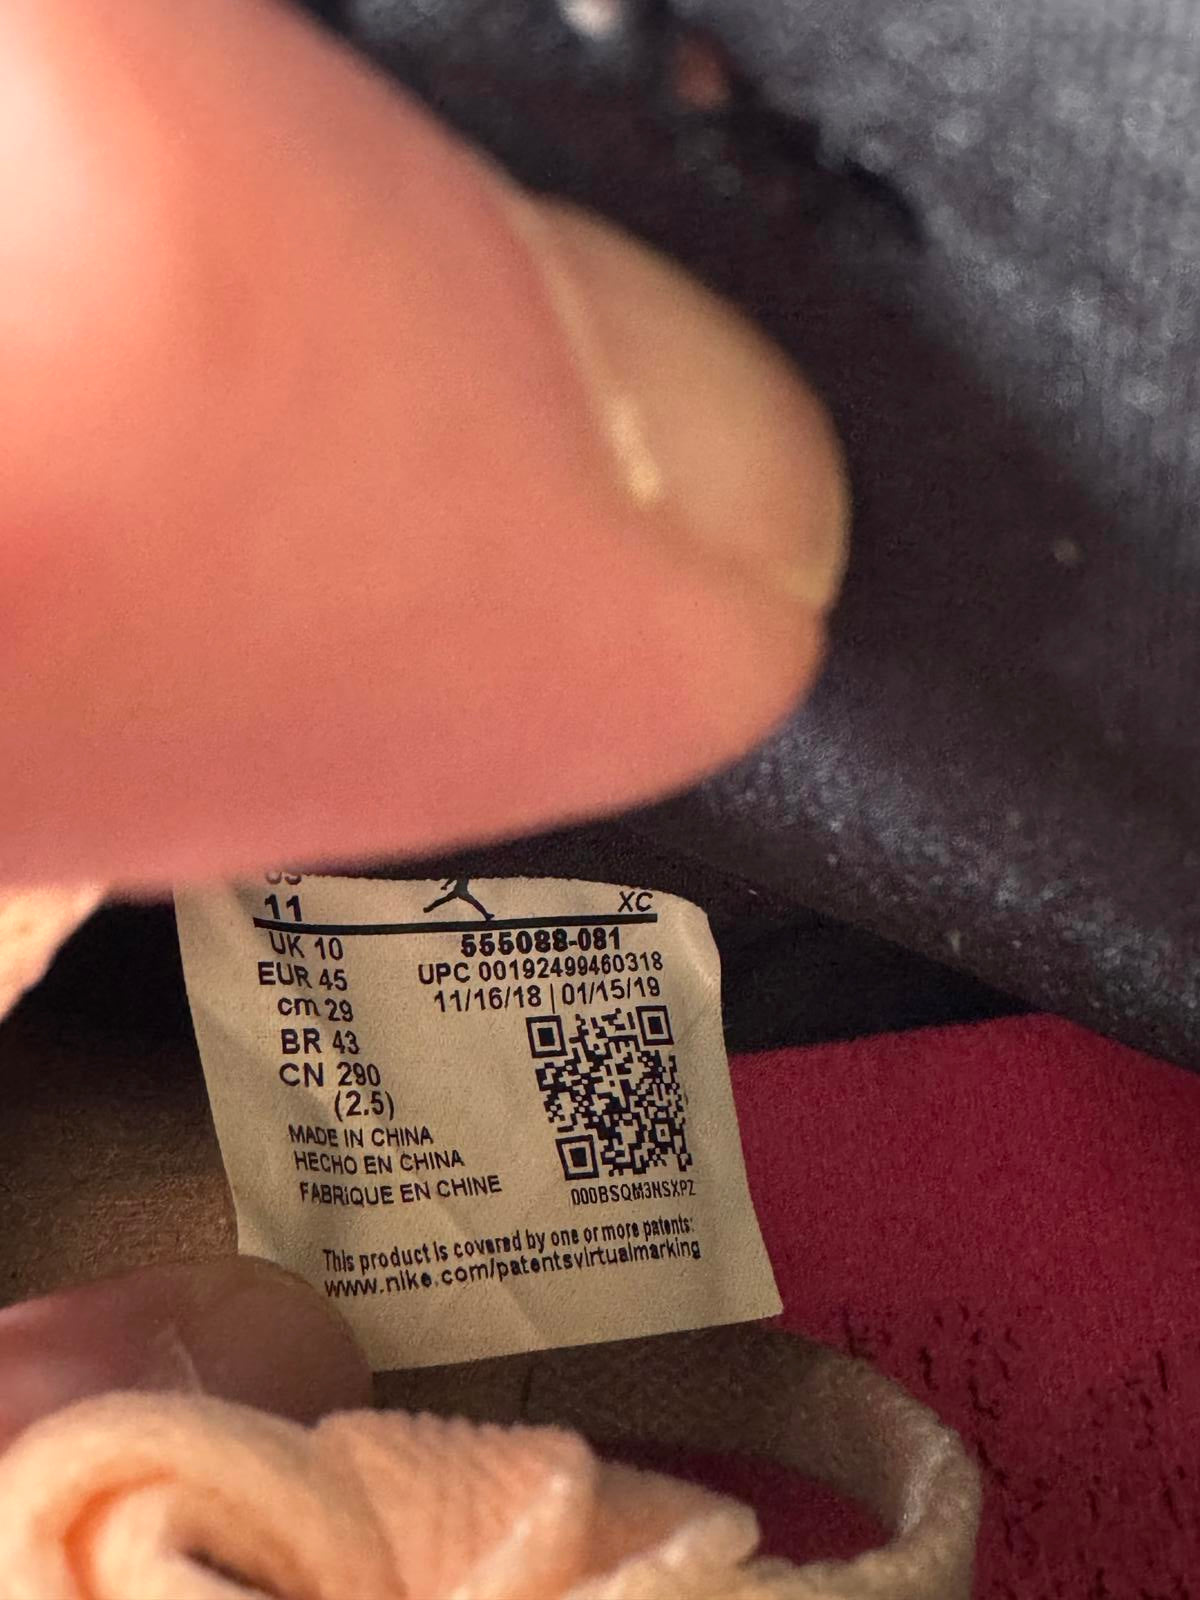 US
11
XC
UK 10
555088-081
EUR 45
UPC 00192499460318
cm 29
11/16/18 | 01/15/19
BR 43
CN 290
(2.5)
MADE IN CHINA
HECHO EN CHINA
FABRIQUE EN CHINE
000BSQM3NSXPZ
This product is covered by one or more patents:
www.nike.com/patentsvirtualmarking